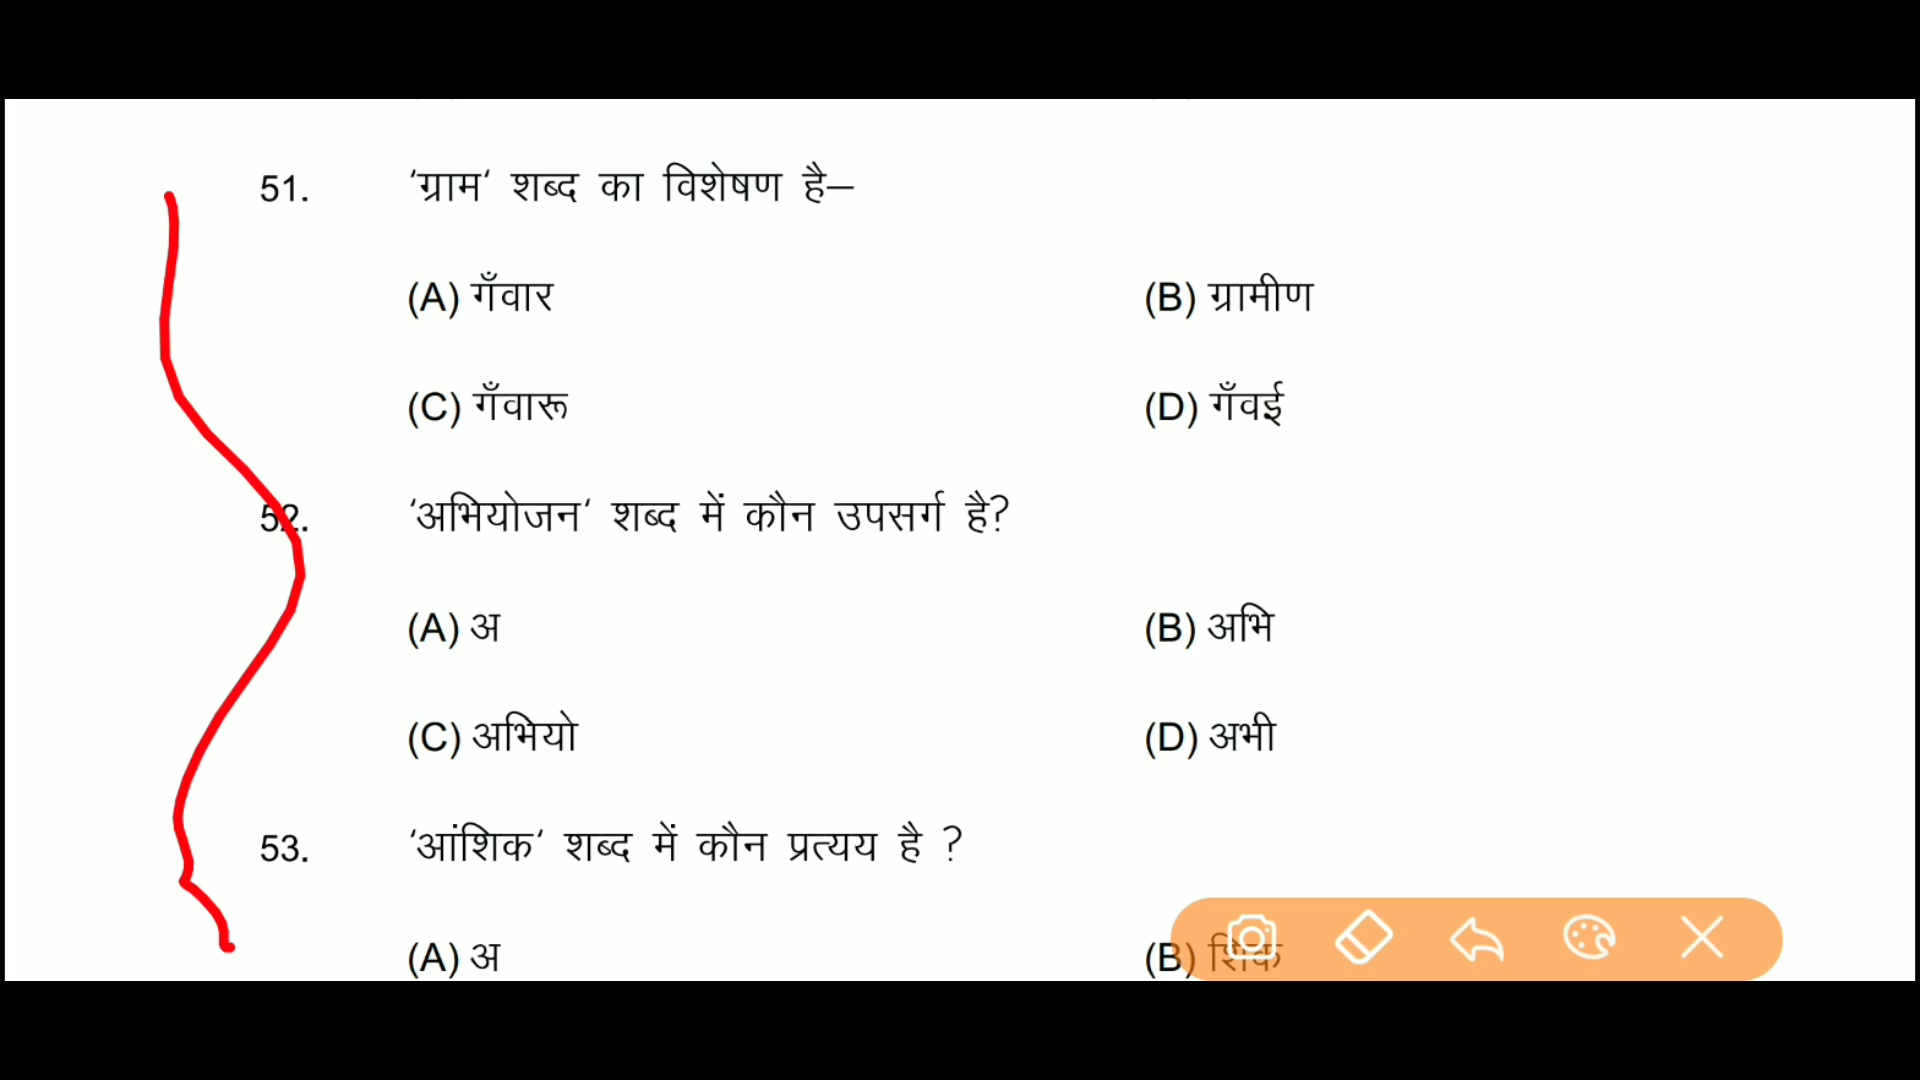 51. 'ग्राम' शब्द का विशेषण है–
(A) गँवार (B) ग्रामीण
(C) गँवारू (D) गँवई
52. 'अभियोजन' शब्द में कौन उपसर्ग है?
(A) अ (B) अभि
(C) अभियो (D) अभी
53. 'आंशिक' शब्द में कौन प्रत्यय है ?
(A) अ (B) शिक